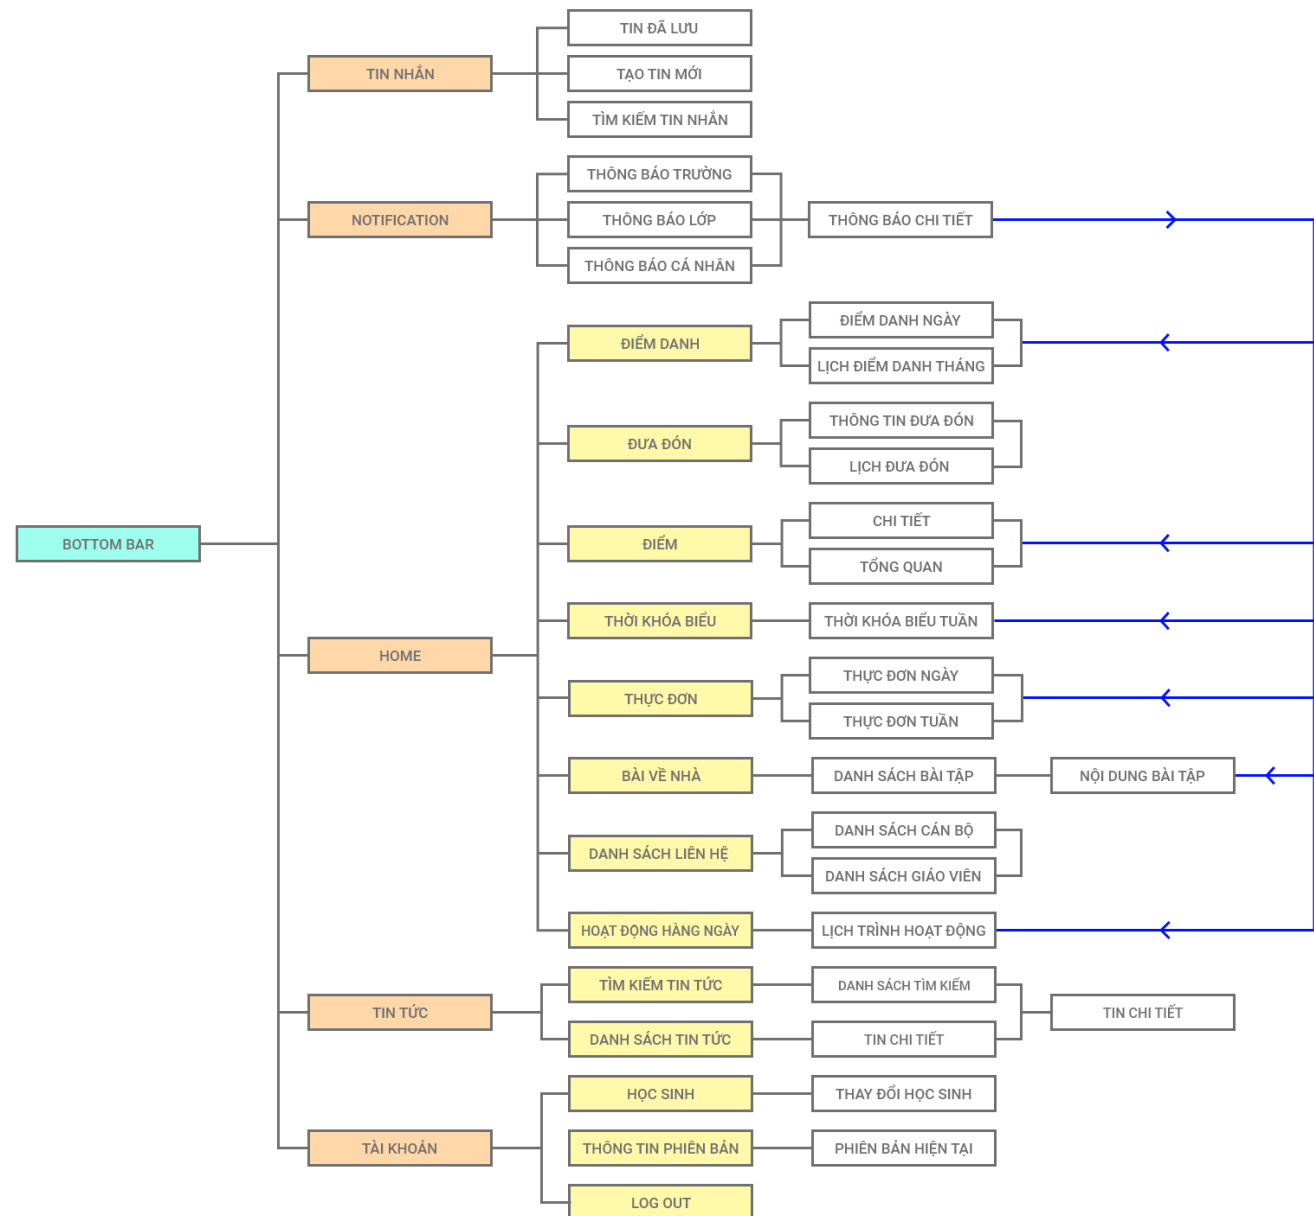 TIN ĐÃ LƯU
TIN NHẮN
TẠO TIN MỚI
TÌM KIẾM TIN NHẮN
THÔNG BÁO TRƯỜNG
NOTIFICATION
THÔNG BÁO LỚP
THÔNG BÁO CHI TIẾT
THÔNG BÁO CÁ NHÂN
ĐIỂM DANH NGÀY
ĐIỂM DANH
LỊCH ĐIỂM DANH THÁNG
THÔNG TIN ĐƯA ĐÓN
ĐƯA ĐÓN
LỊCH ĐƯA ĐÓN
CHI TIẾT
BOTTOM BAR
ĐIỂM
TỔNG QUAN
THỜI KHÓA BIỂU
THỜI KHÓA BIỂU TUẦN
HOME
THỰC ĐƠN NGÀY
THỰC ĐƠN
THỰC ĐƠN TUẦN
BÀI VỀ NHÀ
DANH SÁCH BÀI TẬP
NỘI DUNG BÀI TẬP
DANH SÁCH CÁN BỘ
DANH SÁCH LIÊN HỆ
DANH SÁCH GIÁO VIÊN
HOẠT ĐỘNG HÀNG NGÀY
LỊCH TRÌNH HOẠT ĐỘNG
TÌM KIẾM TIN TỨC
DANH SÁCH TÌM KIẾM
TIN TỨC
TIN CHI TIẾT
DANH SÁCH TIN TỨC
TIN CHI TIẾT
HỌC SINH
THAY ĐỔI HỌC SINH
TÀI KHOẢN
THÔNG TIN PHIÊN BẢN
PHIÊN BẢN HIỆN TẠI
LOG OUT